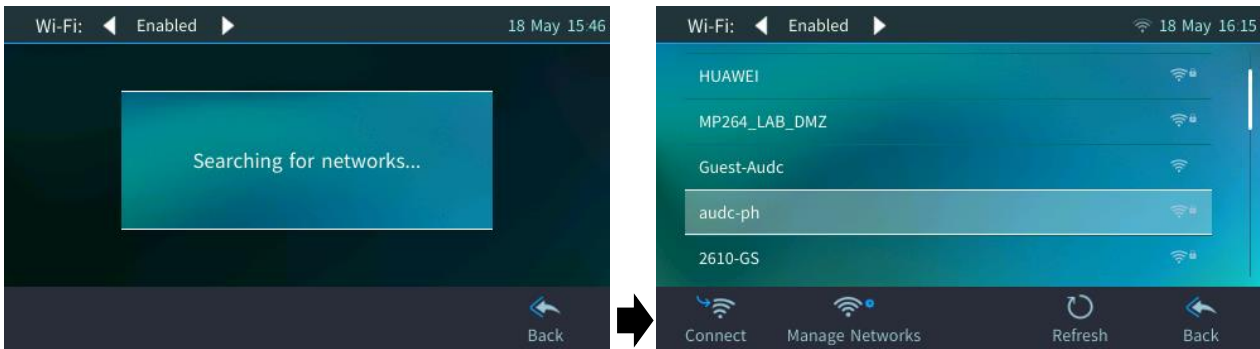 Wi-Fi: Enabled 18 May 15:46
Searching for networks...
Back
Wi-Fi: Enabled 18 May 16:15
HUAWEI
MP264_LAB_DMZ
Guest-Audc
audc-ph
2610-GS
Connect Manage Networks Refresh Back